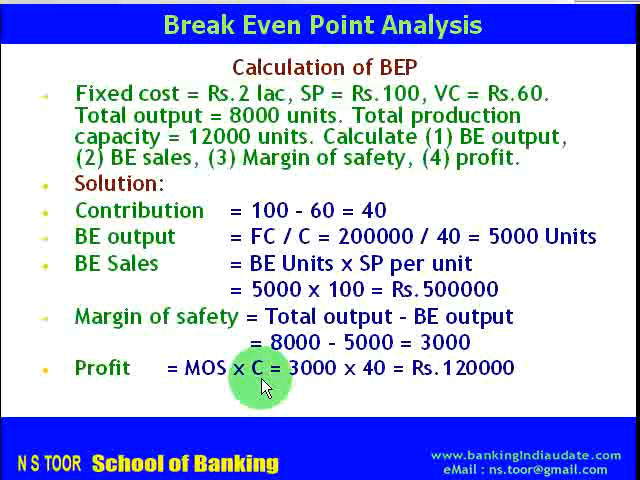 Break Even Point Analysis
Calculation of BEP
Fixed cost = Rs.2 lac, SP = Rs.100, VC = Rs.60.
Total output = 8000 units. Total production
capacity = 12000 units. Calculate (1) BE output,
(2) BE sales, (3) Margin of safety, (4) profit.
Solution:
Contribution = 100 - 60 = 40
BE output = FC / C = 200000 / 40 = 5000 Units
BE Sales = BE Units x SP per unit
= 5000 x 100 = Rs.500000
Margin of safety = Total output - BE output
= 8000 - 5000 = 3000
Profit = MOS x C = 3000 x 40 = Rs.120000
N S TOOR School of Banking
www.bankingindiaudate.com
eMail : ns.toor@gmail.com